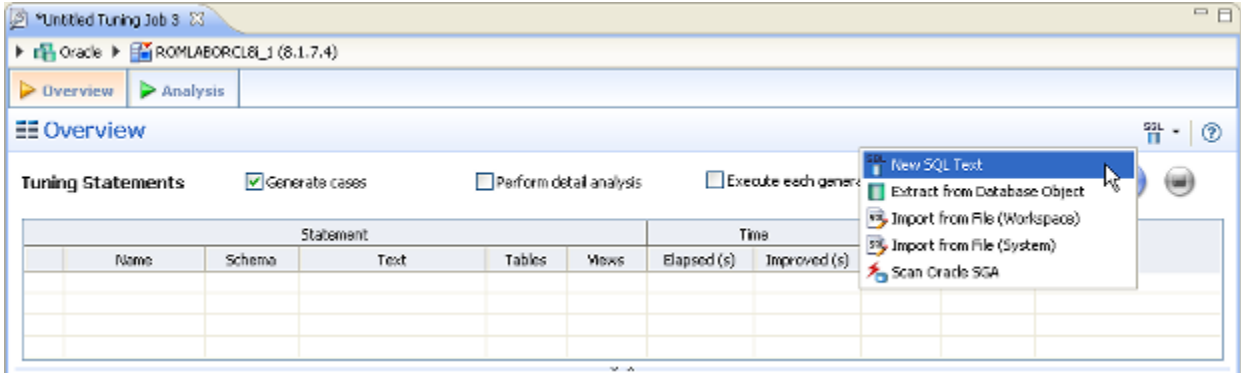 *Untitled Tuning Job 3
Oracle ROMLABORCL8i_1 (8.1.7.4)
Overview Analysis
Overview SQL
Tuning Statements Generate cases Perform detail analysis Execute each genera
New SQL Text
Extract from Database Object
Import from File (Workspace)
Import from File (System)
Scan Oracle SGA
Statement Time
Name Schema Text Tables Views Elapsed (s) Improved (s)